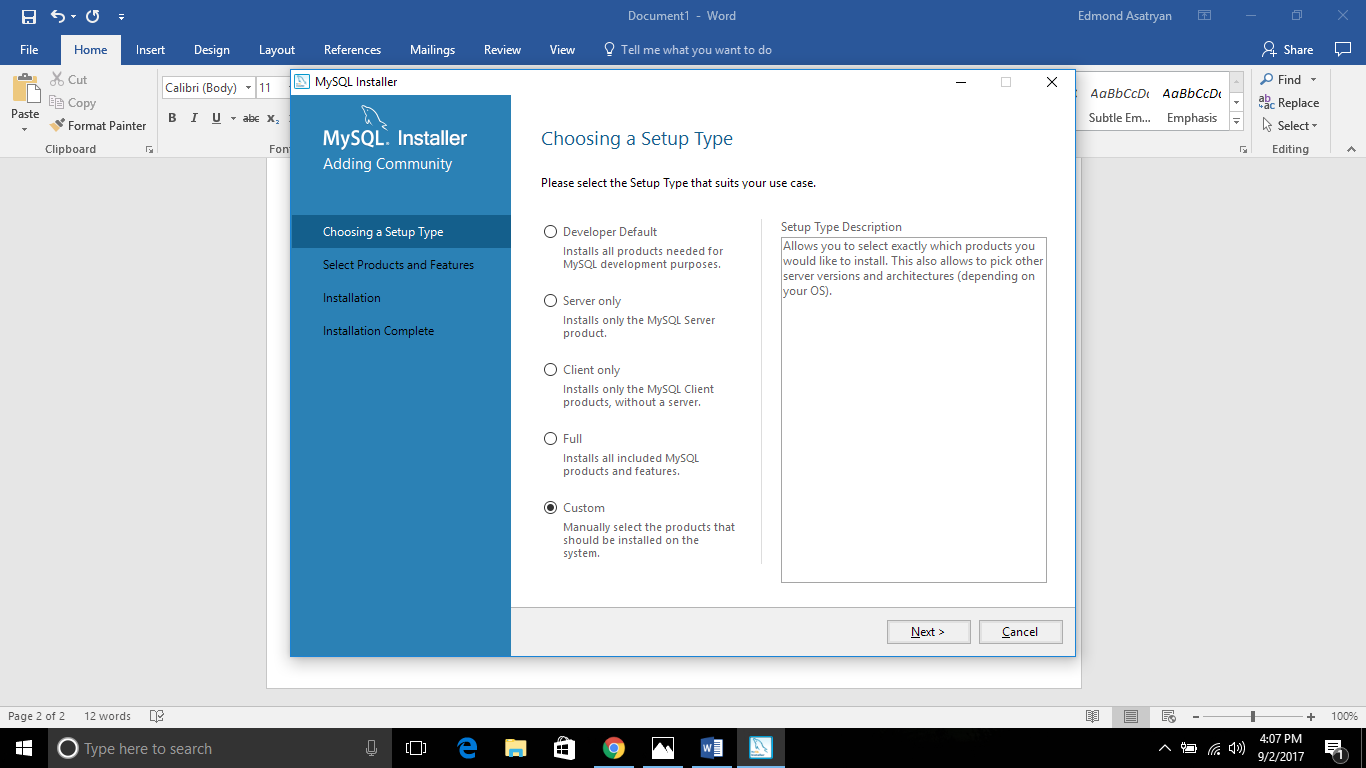 Document1 - Word
Edmond Asatryan
File Home Insert Design Layout References Mailings Review View Tell me what you want to do
Share
Paste
Cut
Copy
Format Painter
Clipboard
Calibri (Body) 11
B I U abc X₂
Font
AaBbCcDc AaBbCcDc
Subtle Em... Emphasis
Find
Replace
Select
Editing
MySQL Installer
MySQL. Installer
Adding Community
Choosing a Setup Type
Select Products and Features
Installation
Installation Complete
Choosing a Setup Type
Please select the Setup Type that suits your use case.
Developer Default
Installs all products needed for
MySQL development purposes.
Server only
Installs only the MySQL Server
product.
Client only
Installs only the MySQL Client
products, without a server.
Full
Installs all included MySQL
products and features.
Custom
Manually select the products that
should be installed on the
system.
Setup Type Description
Allows you to select exactly which products you
would like to install. This also allows to pick other
server versions and architectures (depending on
your OS).
Next >
Cancel
Page 2 of 2 12 words
100%
Type here to search
4:07 PM
9/2/2017
1